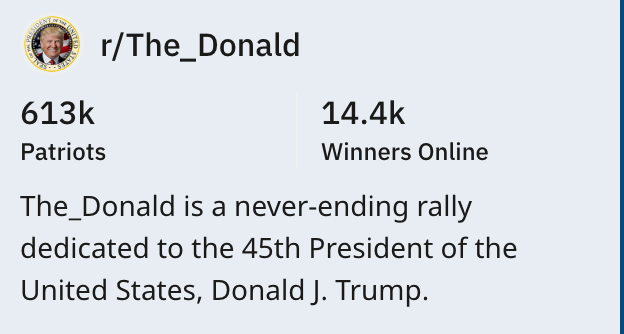 r/The_Donald
613k
Patriots
14.4k
Winners Online
The_Donald is a never-ending rally
dedicated to the 45th President of the
United States, Donald J. Trump.